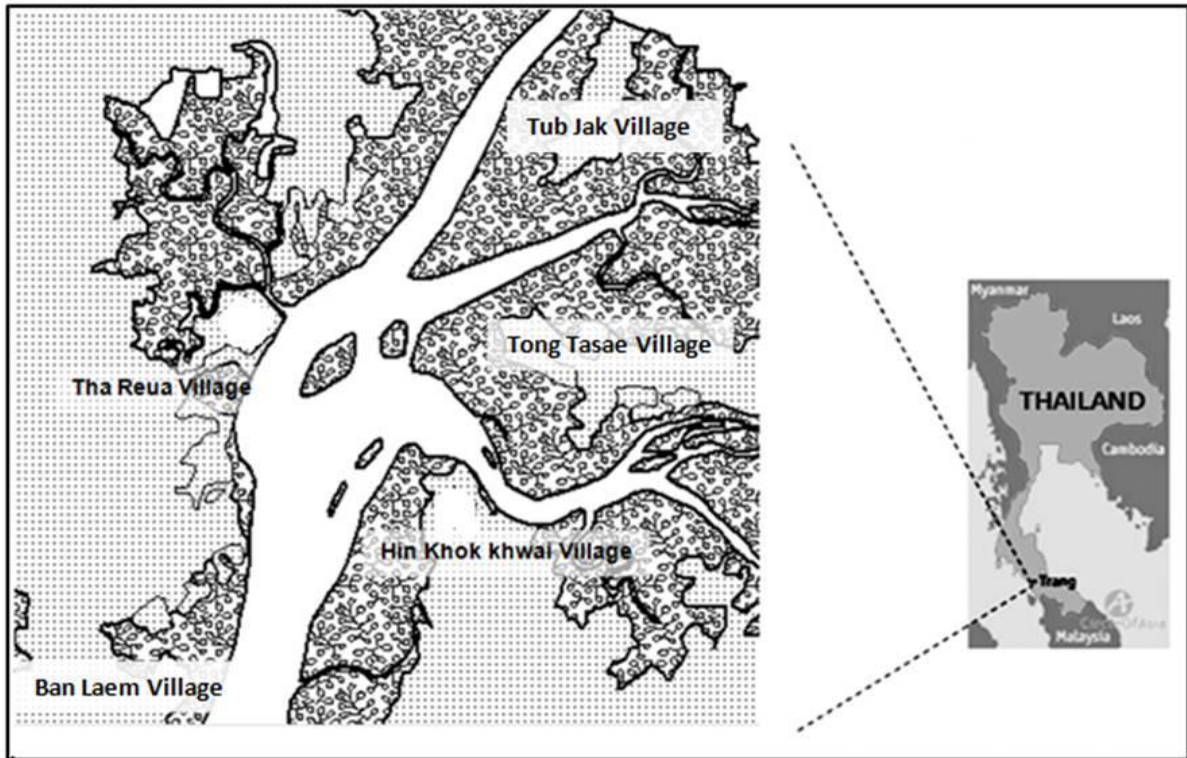 Tub Jak Village
Tong Tasae Village
Tha Reua Village
Hin Khok khwai Village
Ban Laem Village
Myanmar
Laos
THAILAND
Cambodia
Trang
Malaysia